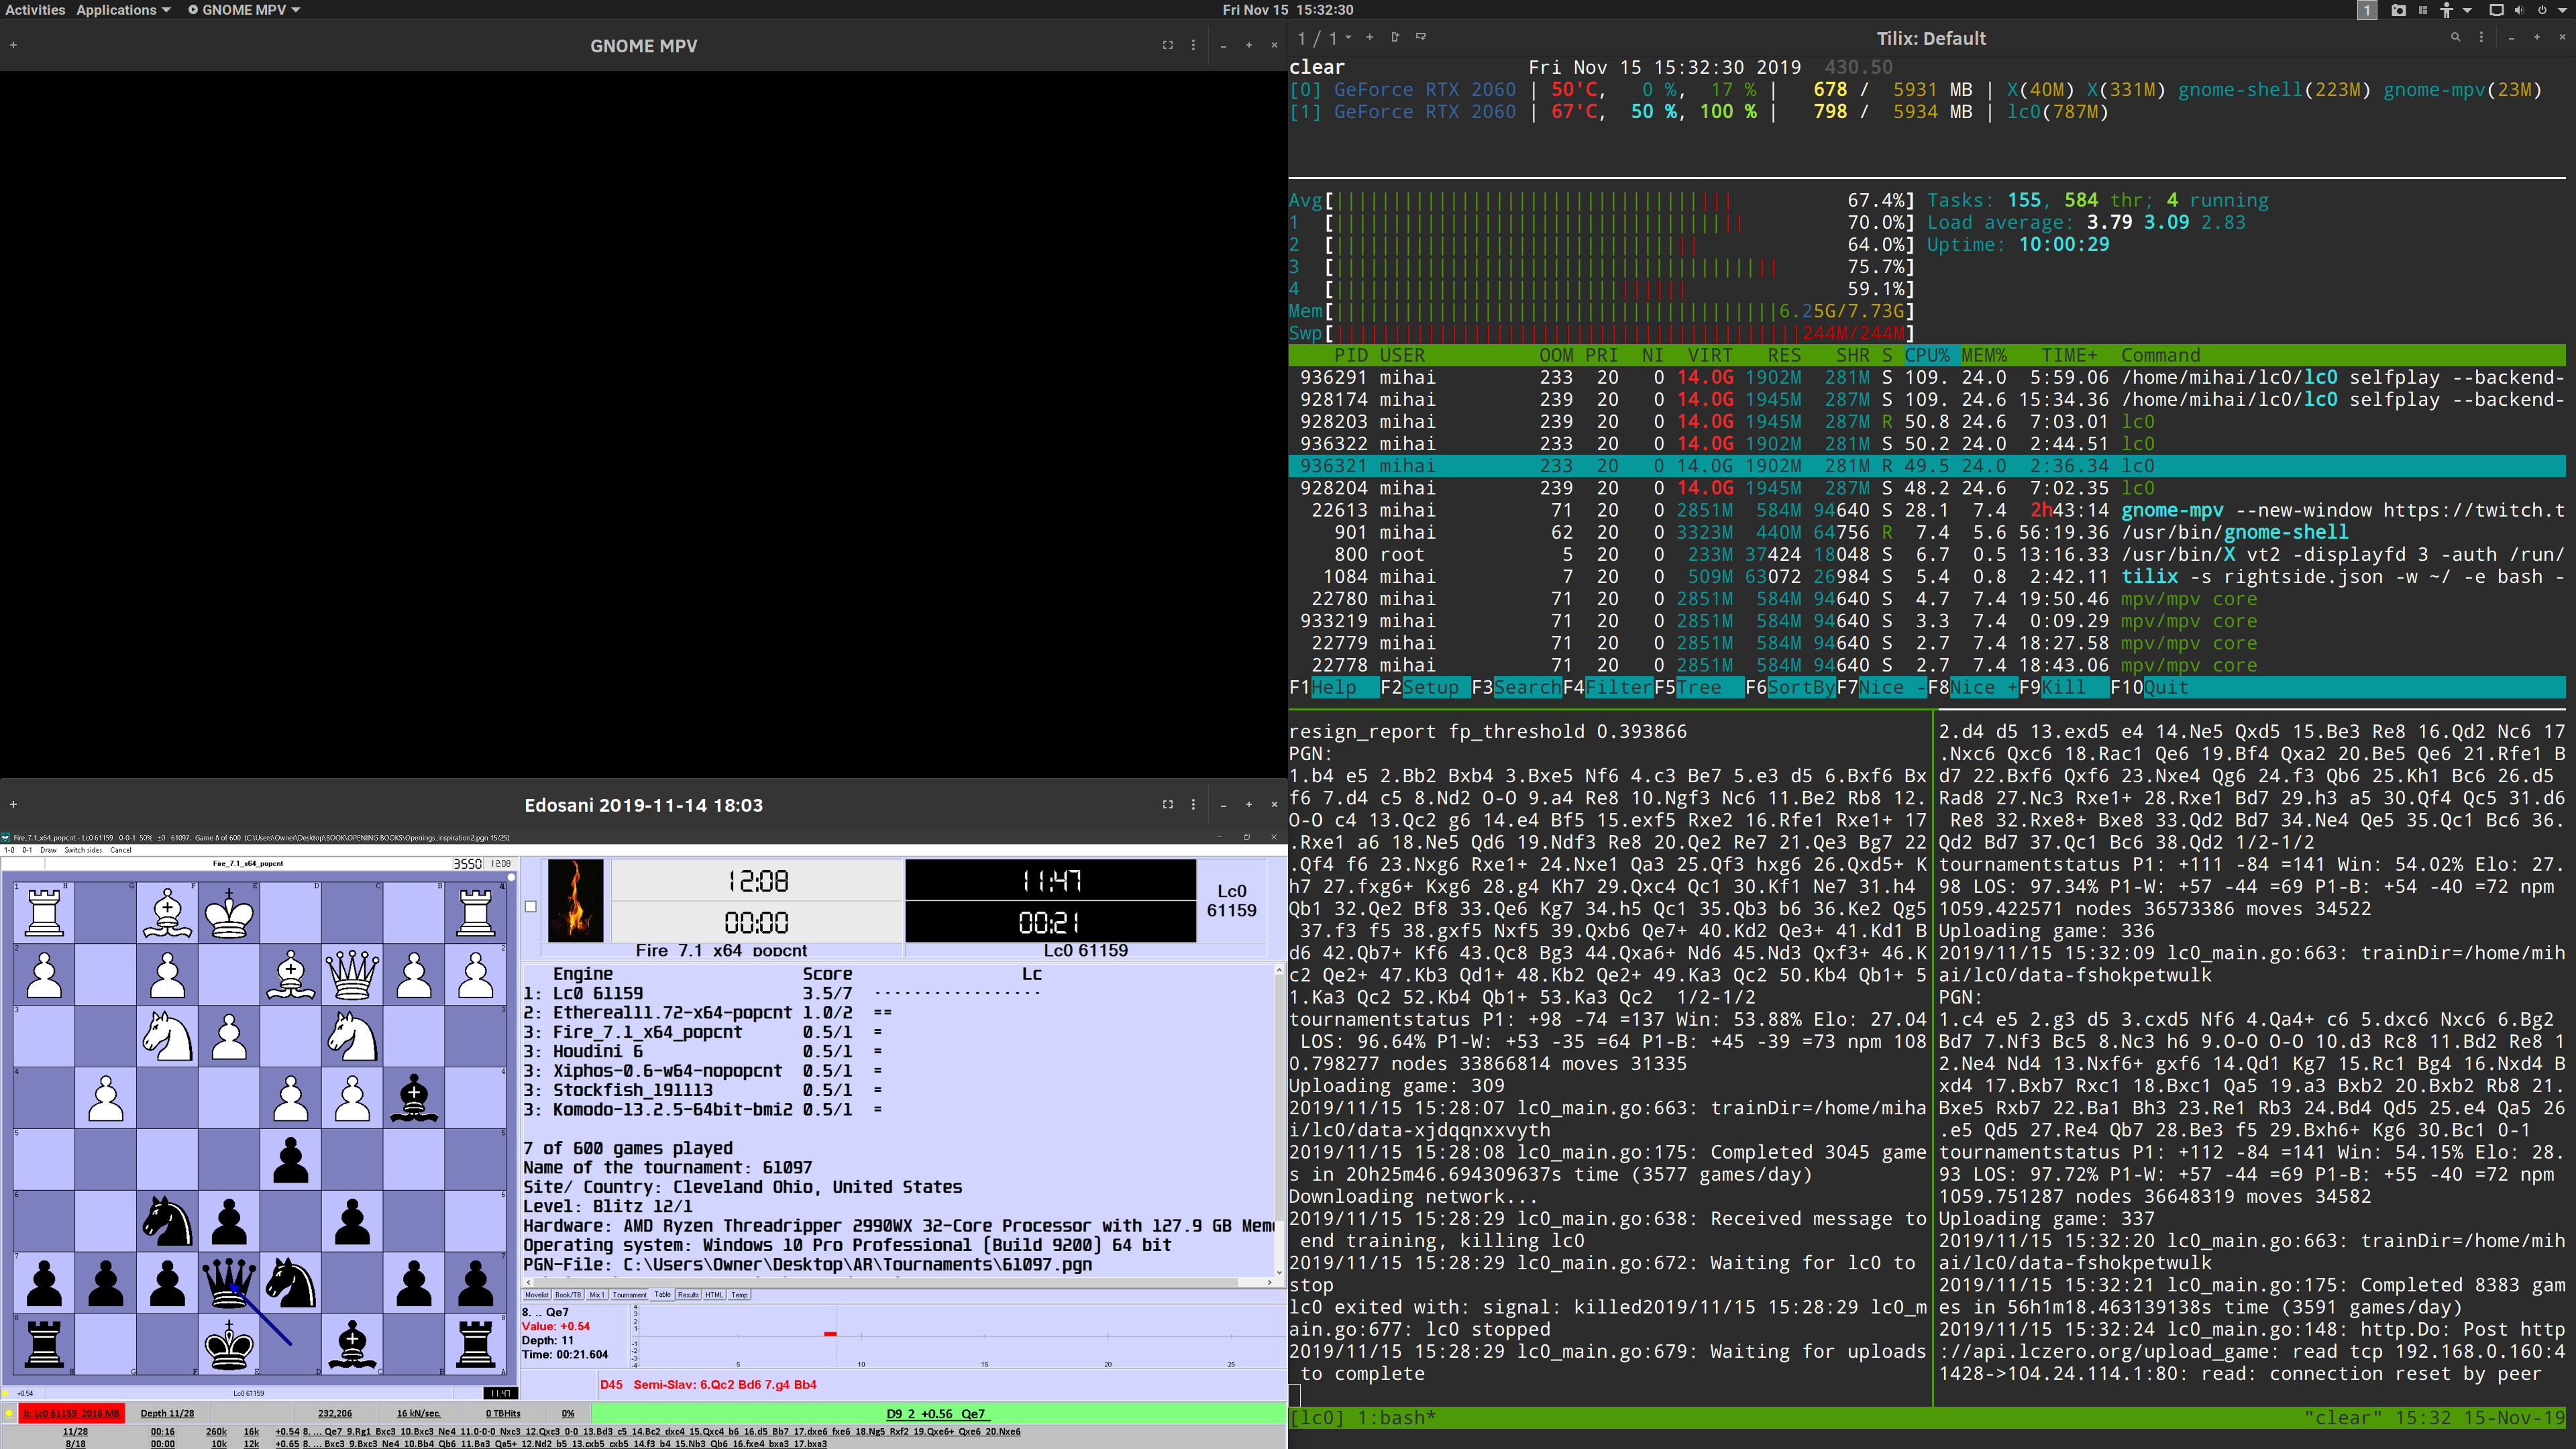 Activities Applications GNOME MPV Fri Nov 15 15:32:30 1
GNOME MPV
1 / 1 Tilix: Default
clear Fri Nov 15 15:32:30 2019 430.50
[0] GeForce RTX 2060 | 50'C, 0 %, 17 % | 678 / 5931 MB | X(40M) X(331M) gnome-shell(223M) gnome-mpv(23M)
[1] GeForce RTX 2060 | 67'C, 50 %, 100 % | 798 / 5934 MB | lc0(787M)
Avg[ 67.4%] Tasks: 155, 584 thr; 4 running
1 [ 70.0%] Load average: 3.79 3.09 2.83
2 [ 64.0%] Uptime: 10:00:29
3 [ 75.7%]
4 [ 59.1%]
Mem[ 6.25G/7.73G]
Swp[ 244M/244M]
PID USER OOM PRI NI VIRT RES SHR S CPU% MEM% TIME+ Command
936291 mihai 233 20 0 14.0G 1902M 281M S 109. 24.0 5:59.06 /home/mihai/lc0/lc0 selfplay --backend-
928174 mihai 239 20 0 14.0G 1945M 287M S 109. 24.6 15:34.36 /home/mihai/lc0/lc0 selfplay --backend-
928203 mihai 239 20 0 14.0G 1945M 287M R 50.8 24.6 7:03.01 lc0
936322 mihai 233 20 0 14.0G 1902M 281M S 50.2 24.0 2:44.51 lc0
936321 mihai 233 20 0 14.0G 1902M 281M R 49.5 24.0 2:36.34 lc0
928204 mihai 239 20 0 14.0G 1945M 287M S 48.2 24.6 7:02.35 lc0
22613 mihai 71 20 0 2851M 584M 94640 S 28.1 7.4 2h43:14 gnome-mpv --new-window https://twitch.t
901 mihai 62 20 0 3323M 440M 64756 R 7.4 5.6 56:19.36 /usr/bin/gnome-shell
800 root 5 20 0 233M 37424 18048 S 6.7 0.5 13:16.33 /usr/bin/X vt2 -displayfd 3 -auth /run/
1084 mihai 7 20 0 509M 63072 26984 S 5.4 0.8 2:42.11 tilix -s rightside.json -w ~/ -e bash -
22780 mihai 71 20 0 2851M 584M 94640 S 4.7 7.4 19:50.46 mpv/mpv core
933219 mihai 71 20 0 2851M 584M 94640 S 3.3 7.4 0:09.29 mpv/mpv core
22779 mihai 71 20 0 2851M 584M 94640 S 2.7 7.4 18:27.58 mpv/mpv core
22778 mihai 71 20 0 2851M 584M 94640 S 2.7 7.4 18:43.06 mpv/mpv core
F1Help F2Setup F3SearchF4FilterF5Tree F6SortByF7Nice -F8Nice +F9Kill F10Quit
resign_report fp_threshold 0.393866
PGN:
1.b4 e5 2.Bb2 Bxb4 3.Bxe5 Nf6 4.c3 Be7 5.e3 d5 6.Bxf6 Bx
f6 7.d4 c5 8.Nd2 O-O 9.a4 Re8 10.Ngf3 Nc6 11.Be2 Rb8 12.
O-O c4 13.Qc2 g6 14.e4 Bf5 15.exf5 Rxe2 16.Rfe1 Rxe1+ 17
.Rxe1 a6 18.Ne5 Qd6 19.Ndf3 Re8 20.Qe2 Re7 21.Qe3 Bg7 22
.Qf4 f6 23.Nxg6 Rxe1+ 24.Nxe1 Qa3 25.Qf3 hxg6 26.Qxd5+ K
h7 27.fxg6+ Kxg6 28.g4 Kh7 29.Qxc4 Qc1 30.Kf1 Ne7 31.h4
Qb1 32.Qe2 Bf8 33.Qe6 Kg7 34.h5 Qc1 35.Qb3 b6 36.Ke2 Qg5
37.f3 f5 38.gxf5 Nxf5 39.Qxb6 Qe7+ 40.Kd2 Qe3+ 41.Kd1 B
d6 42.Qb7+ Kf6 43.Qc8 Bg3 44.Qxa6+ Nd6 45.Nd3 Qxf3+ 46.K
c2 Qe2+ 47.Kb3 Qd1+ 48.Kb2 Qe2+ 49.Ka3 Qc2 50.Kb4 Qb1+ 5
1.Ka3 Qc2 52.Kb4 Qb1+ 53.Ka3 Qc2 1/2-1/2
tournamentstatus P1: +98 -74 =137 Win: 53.88% Elo: 27.04
LOS: 96.64% P1-W: +53 -35 =64 P1-B: +45 -39 =73 npm 108
0.798277 nodes 33866814 moves 31335
Uploading game: 309
2019/11/15 15:28:07 lc0_main.go:663: trainDir=/home/miha
i/lc0/data-xjdqqnxxvyth
2019/11/15 15:28:08 lc0_main.go:175: Completed 3045 game
s in 20h25m46.694309637s time (3577 games/day)
Downloading network...
2019/11/15 15:28:29 lc0_main.go:638: Received message to
end training, killing lc0
2019/11/15 15:28:29 lc0_main.go:672: Waiting for lc0 to
stop
lc0 exited with: signal: killed2019/11/15 15:28:29 lc0_m
ain.go:677: lc0 stopped
2019/11/15 15:28:29 lc0_main.go:679: Waiting for uploads
to complete
2.d4 d5 13.exd5 e4 14.Ne5 Qxd5 15.Be3 Re8 16.Qd2 Nc6 17
.Nxc6 Qxc6 18.Rac1 Qe6 19.Bf4 Qxa2 20.Be5 Qe6 21.Rfe1 B
d7 22.Bxf6 Qxf6 23.Nxe4 Qg6 24.f3 Qb6 25.Kh1 Bc6 26.d5
Rad8 27.Nc3 Rxe1+ 28.Rxe1 Bd7 29.h3 a5 30.Qf4 Qc5 31.d6
Re8 32.Rxe8+ Bxe8 33.Qd2 Bd7 34.Ne4 Qe5 35.Qc1 Bc6 36.
Qd2 Bd7 37.Qc1 Bc6 38.Qd2 1/2-1/2
tournamentstatus P1: +111 -84 =141 Win: 54.02% Elo: 27.
98 LOS: 97.34% P1-W: +57 -44 =69 P1-B: +54 -40 =72 npm
1059.422571 nodes 36573386 moves 34522
Uploading game: 336
2019/11/15 15:32:09 lc0_main.go:663: trainDir=/home/mih
ai/lc0/data-fshokpetwulk
PGN:
1.c4 e5 2.g3 d5 3.cxd5 Nf6 4.Qa4+ c6 5.dxc6 Nxc6 6.Bg2
Bd7 7.Nf3 Bc5 8.Nc3 h6 9.O-O O-O 10.d3 Rc8 11.Bd2 Re8 1
2.Ne4 Nd4 13.Nxf6+ gxf6 14.Qd1 Kg7 15.Rc1 Bg4 16.Nxd4 B
xd4 17.Bxb7 Rxc1 18.Bxc1 Qa5 19.a3 Bxb2 20.Bxb2 Rb8 21.
Bxe5 Rxb7 22.Ba1 Bh3 23.Re1 Rb3 24.Bd4 Qd5 25.e4 Qa5 26
.e5 Qd5 27.Re4 Qb7 28.Be3 f5 29.Bxh6+ Kg6 30.Bc1 0-1
tournamentstatus P1: +112 -84 =141 Win: 54.15% Elo: 28.
93 LOS: 97.72% P1-W: +57 -44 =69 P1-B: +55 -40 =72 npm
1059.751287 nodes 36648319 moves 34582
Uploading game: 337
2019/11/15 15:32:20 lc0_main.go:663: trainDir=/home/mih
ai/lc0/data-fshokpetwulk
2019/11/15 15:32:21 lc0_main.go:175: Completed 8383 gam
es in 56h1m18.463139138s time (3591 games/day)
2019/11/15 15:32:24 lc0_main.go:148: http.Do: Post http
://api.lczero.org/upload_game: read tcp 192.168.0.160:4
1428->104.24.114.1:80: read: connection reset by peer
[lc0] 1:bash* "clear" 15:32 15-Nov-19
Edosani 2019-11-14 18:03
Fire_7.1_x64_popcnt - Lc0 61159 0-0-1 50% ±0 61097: Game 8 of 600 (C:\Users\Owner\Desktop\BOOK\OPENING BOOKS\Openings_inspiration2.pgn 15/25)
1-0 0-1 Draw Switch sides Cancel
Fire_7.1_x64_popcnt 3550 12:08
12:08 11:47
00:00 00:21
Lc0
61159
Fire_7.1_x64_popcnt Lc0 61159
Engine Score Lc
1: Lc0 61159 3.5/7 ·················
2: Ethereal11.72-x64-popcnt 1.0/2 ==
3: Fire_7.1_x64_popcnt 0.5/1 =
3: Houdini 6 0.5/1 =
3: Xiphos-0.6-w64-nopopcnt 0.5/1 =
3: Stockfish_191113 0.5/1 =
3: Komodo-13.2.5-64bit-bmi2 0.5/1 =
7 of 600 games played
Name of the tournament: 61097
Site/ Country: Cleveland Ohio, United States
Level: Blitz 12/1
Hardware: AMD Ryzen Threadripper 2990WX 32-Core Processor with 127.9 GB Mem
Operating system: Windows 10 Pro Professional (Build 9200) 64 bit
PGN-File: C:\Users\Owner\Desktop\AR\Tournaments\61097.pgn
Movelist Book/TB Mix 1 Tournament Table Results HTML Temp
8. .. Qe7
Value: +0.54
Depth: 11
Time: 00:21.604
5 10 15 20 25
D45 Semi-Slav: 6.Qc2 Bd6 7.g4 Bb4
+0.54 Lc0 61159 11:47
b: Lc0 61159 2016 MB Depth 11/28 232,206 16 kN/sec. 0 TBHits 0% D9 2 +0.56 Qe7
11/28 00:16 260k 16k +0.54 8. ... Qe7 9.Rg1 Bxc3 10.Bxc3 Ne4 11.0-0-0 Nxc3 12.Qxc3 0-0 13.Bd3 c5 14.Bc2 dxc4 15.Qxc4 b6 16.d5 Bb7 17.dxe6 fxe6 18.Ng5 Rxf2 19.Qxe6+ Qxe6 20.Nxe6
8/18 00:00 10k 12k +0.65 8. ... Bxc3 9.Bxc3 Ne4 10.Bb4 Qb6 11.Ba3 Qa5+ 12.Nd2 b5 13.cxb5 cxb5 14.f3 b4 15.Nb3 Qb6 16.fxe4 bxa3 17.bxa3